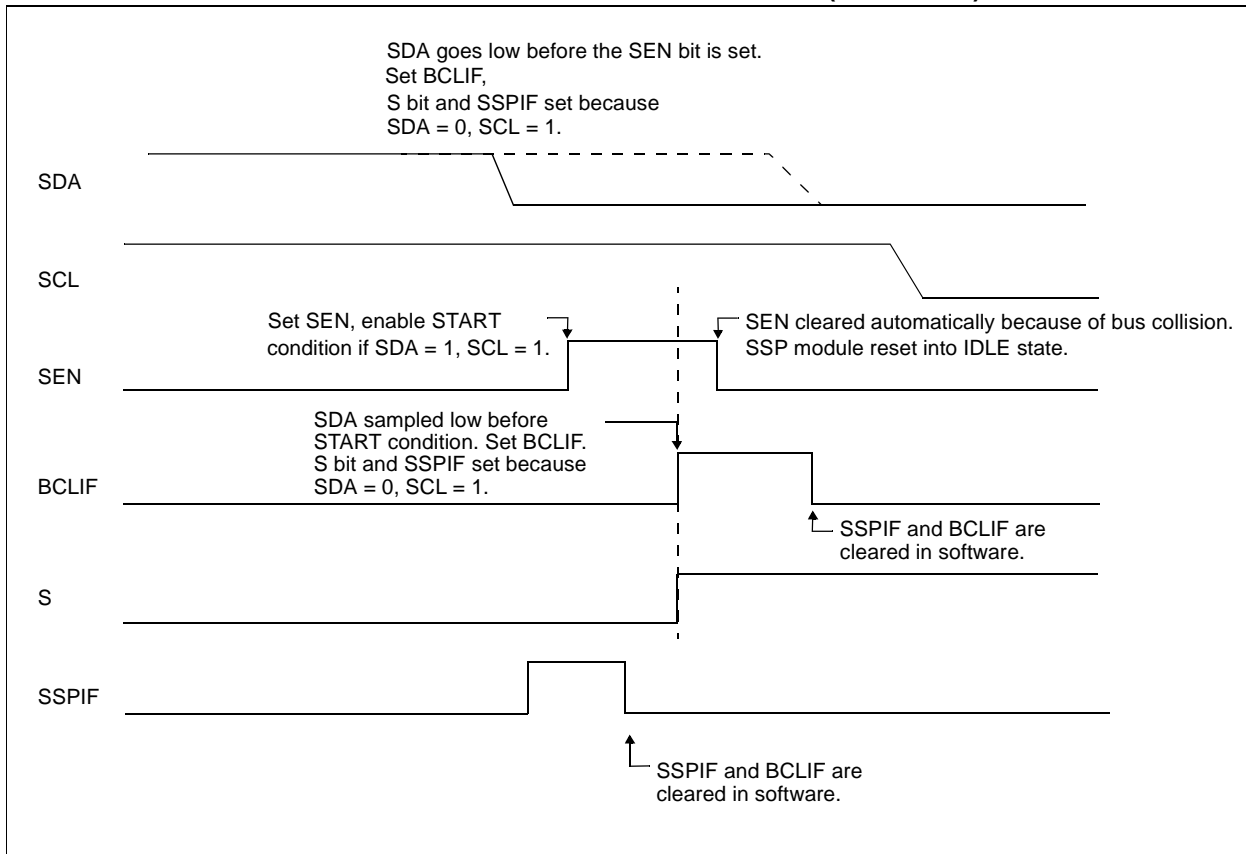 SDA goes low before the SEN bit is set.
Set BCLIF,
S bit and SSPIF set because
SDA = 0, SCL = 1.
SDA
SCL
Set SEN, enable START
condition if SDA = 1, SCL = 1.
SEN cleared automatically because of bus collision.
SSP module reset into IDLE state.
SEN
SDA sampled low before
START condition. Set BCLIF.
S bit and SSPIF set because
SDA = 0, SCL = 1.
BCLIF
SSPIF and BCLIF are
cleared in software.
S
SSPIF
SSPIF and BCLIF are
cleared in software.